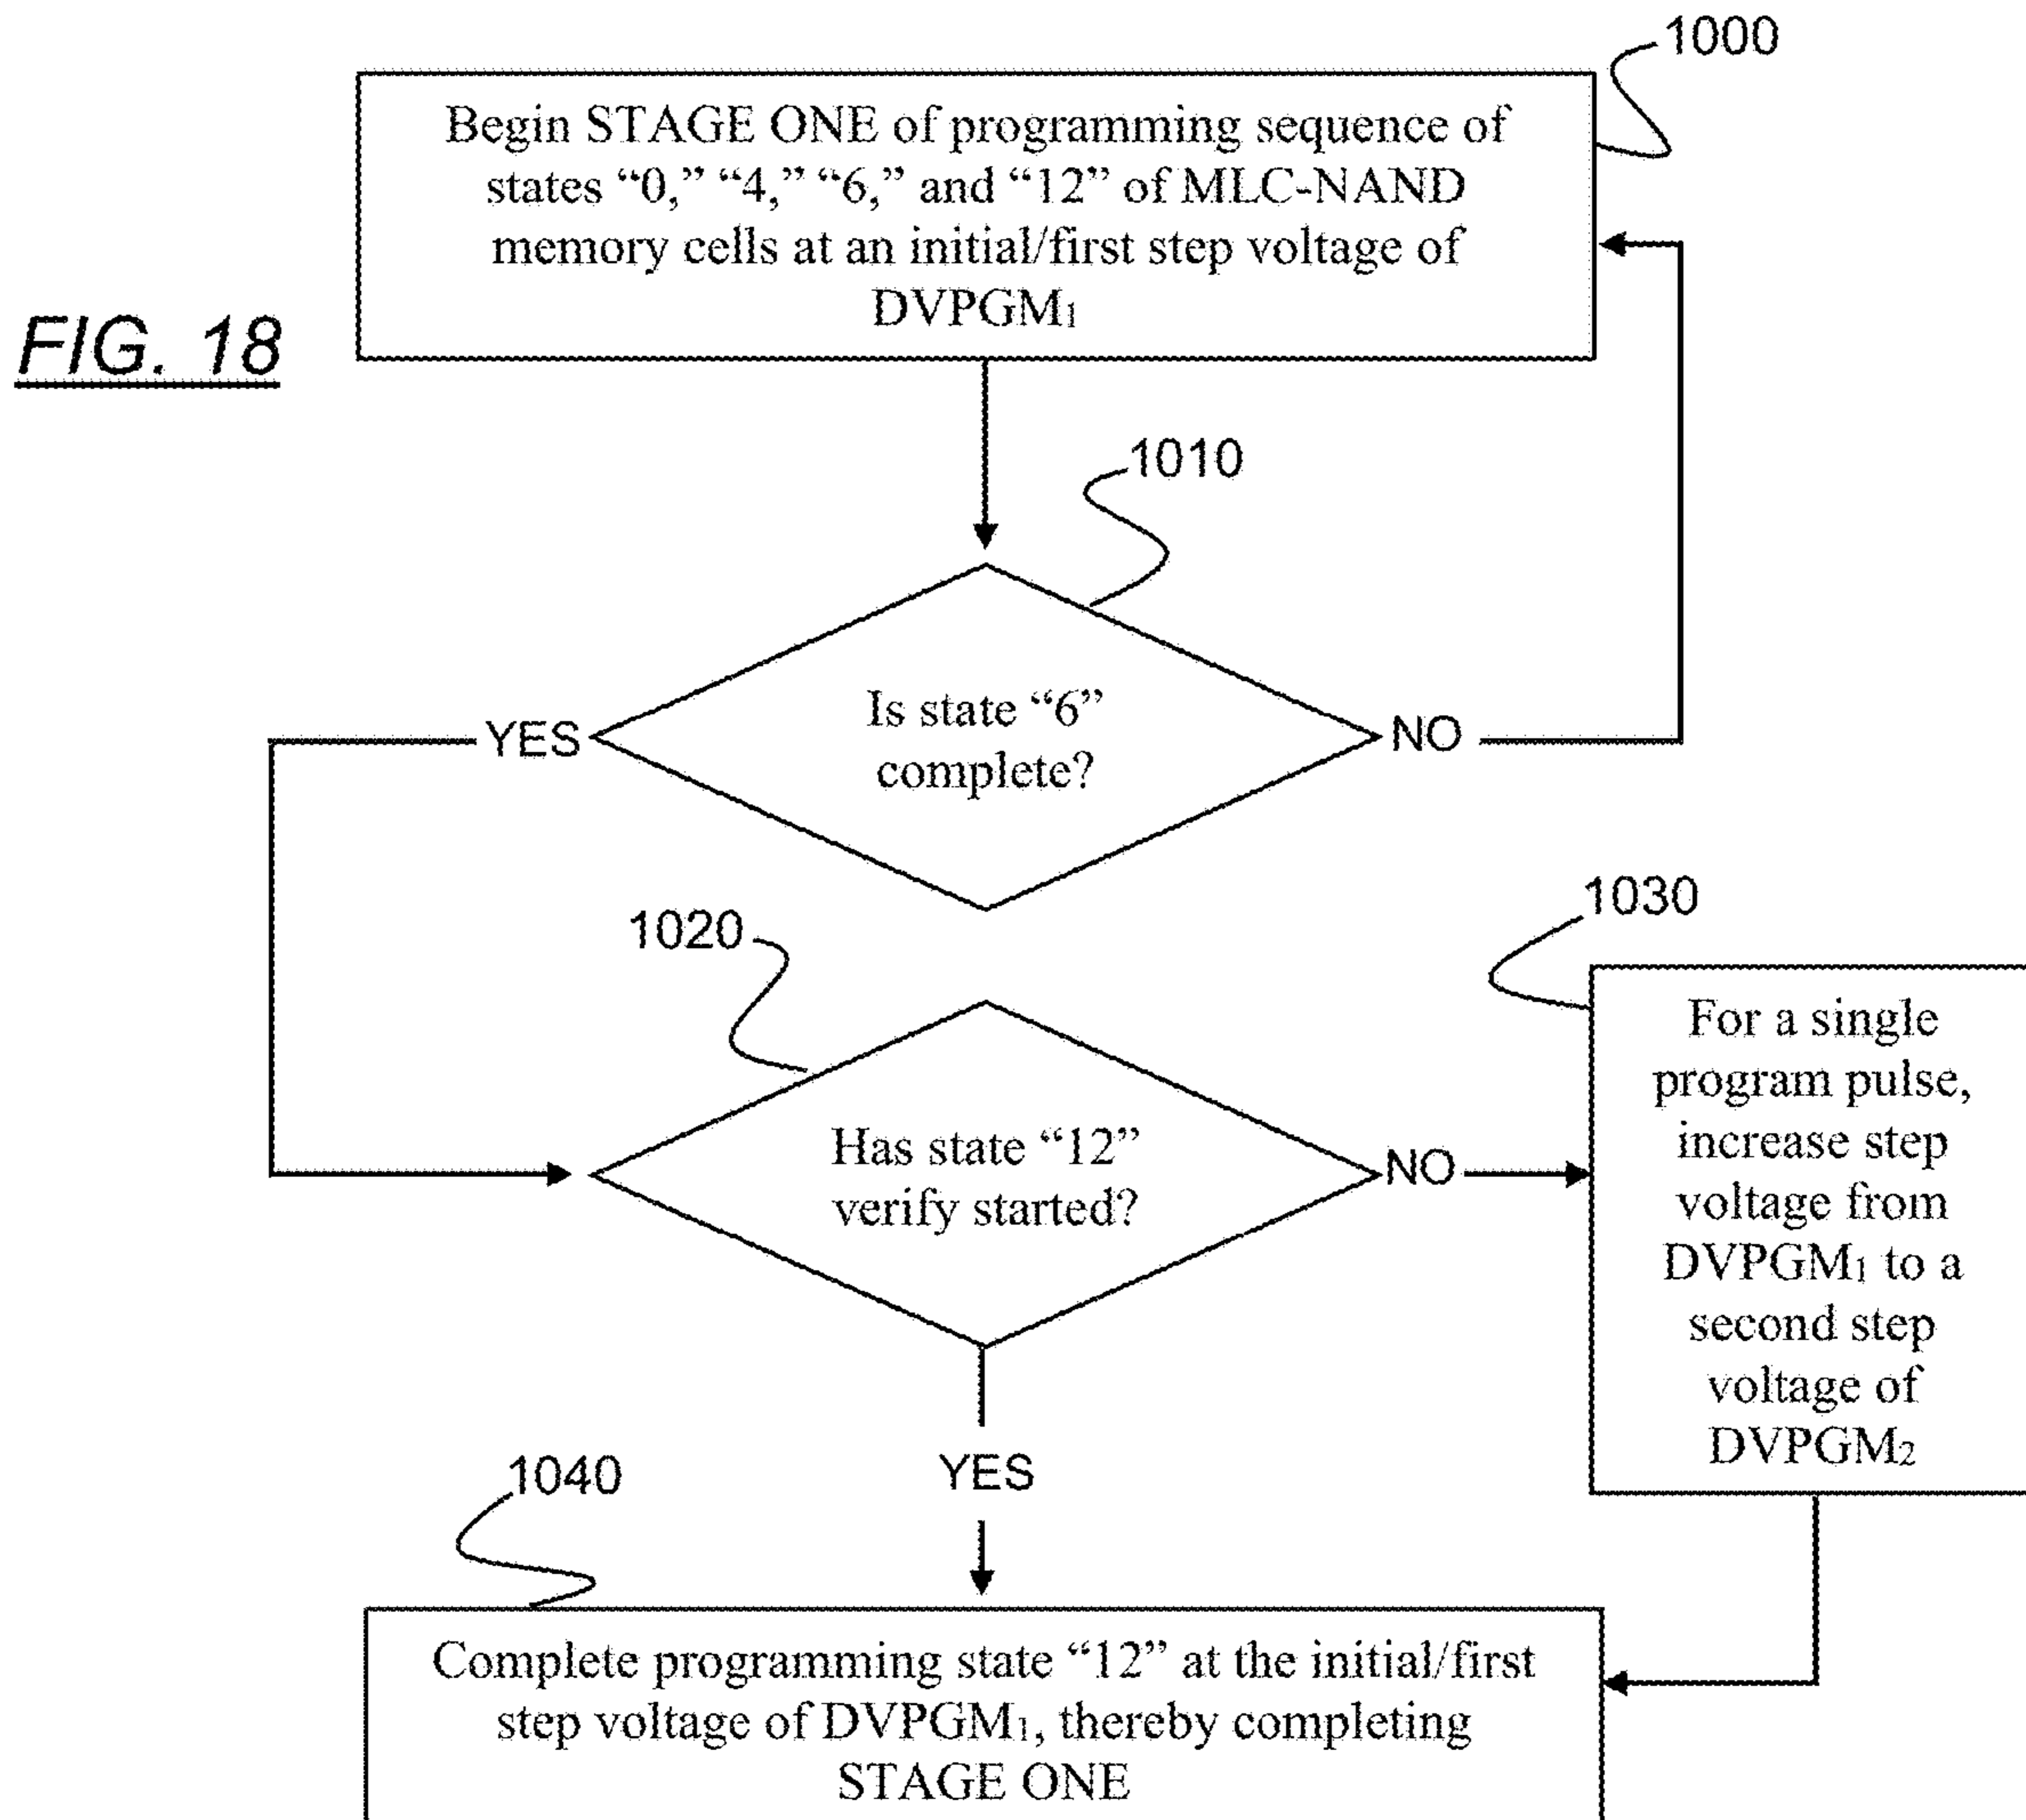 1000
Begin STAGE ONE of programming sequence of
states “0,” “4,” “6,” and “12” of MLC-NAND
memory cells at an initial/first step voltage of
DVPGM₁
FIG. 18
1010
Is state “6”
complete?
YES
NO
1020
1030
Has state “12”
verify started?
NO
For a single
program pulse,
increase step
voltage from
DVPGM₁ to a
second step
voltage of
DVPGM₂
YES
1040
Complete programming state “12” at the initial/first
step voltage of DVPGM₁, thereby completing
STAGE ONE